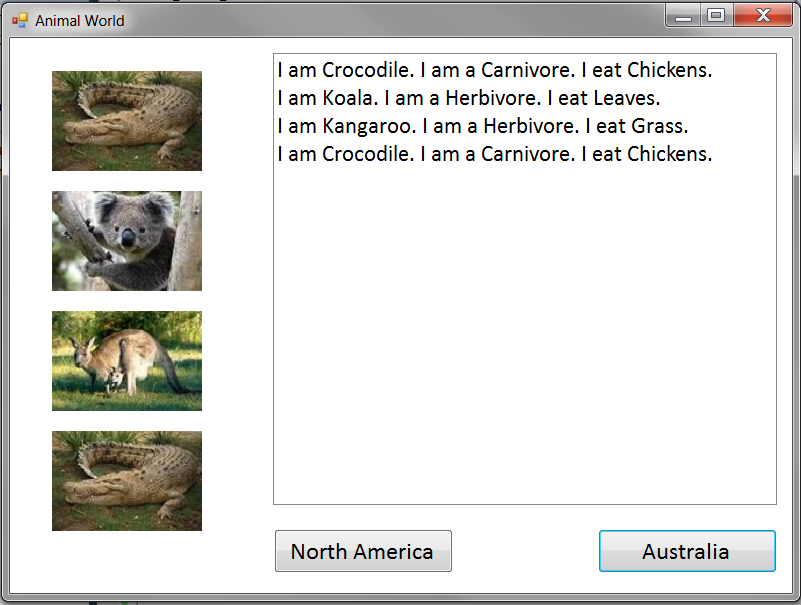 Animal World
I am Crocodile. I am a Carnivore. I eat Chickens.
I am Koala. I am a Herbivore. I eat Leaves.
I am Kangaroo. I am a Herbivore. I eat Grass.
I am Crocodile. I am a Carnivore. I eat Chickens.
North America
Australia